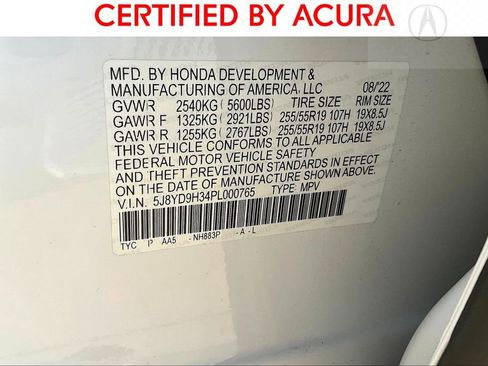 CERTIFIED BY ACURA
MFD. BY HONDA DEVELOPMENT &
MANUFACTURING OF AMERICA, LLC 08/22
GVWR 2540KG (5600LBS) TIRE SIZE RIM SIZE
GAWR F 1325KG (2921LBS) 255/55R19 107H 19X8.5J
GAWR R 1255KG (2767LBS) 255/55R19 107H 19X8.5J
THIS VEHICLE CONFORMS TO ALL APPLICABLE
FEDERAL MOTOR VEHICLE SAFETY
AND THEFT PREVENTION STANDARDS IN EFFECT
ON THE DATE OF MANUFACTURE SHOWN ABOVE.
V.I.N. 5J8YD9H34PL000765 TYPE: MPV
TYC P AA5 -NH883P -A -L